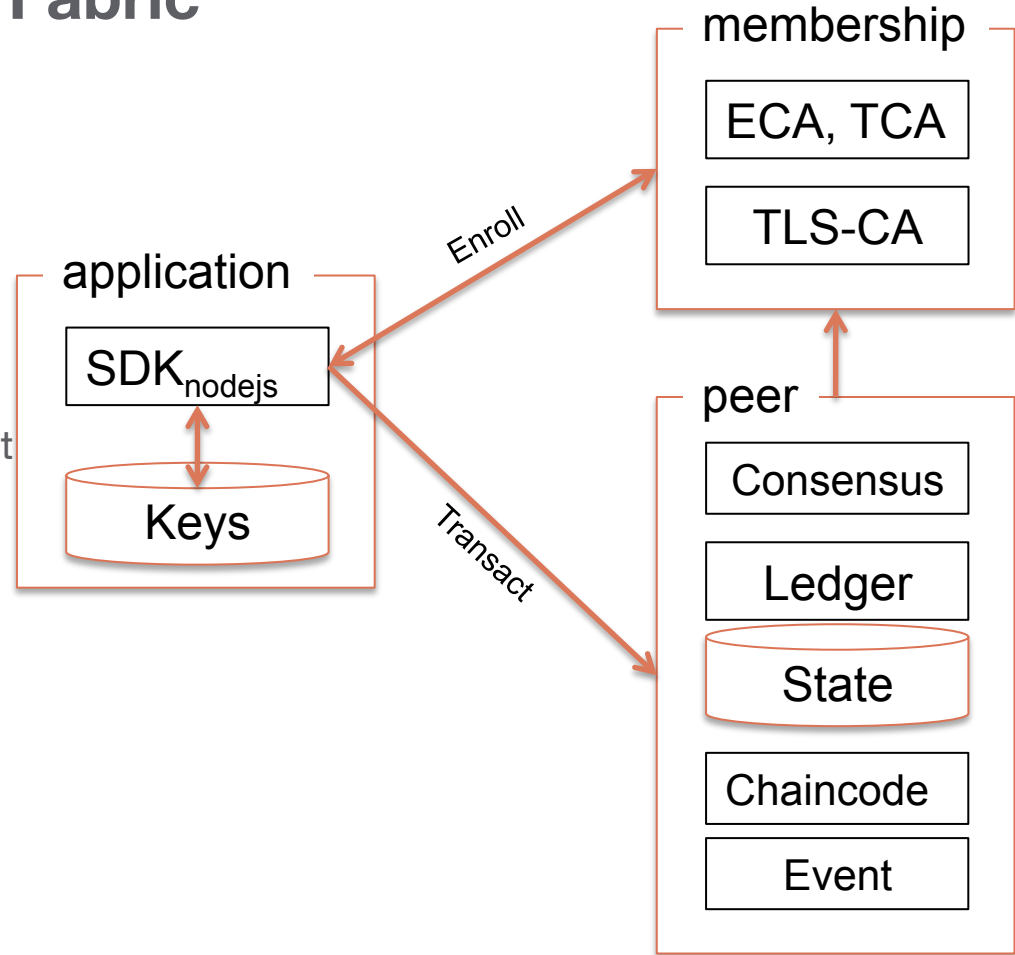 Fabric
membership
ECA, TCA
TLS-CA
Enroll
application
SDKnodejs
t
Keys
Transact
peer
Consensus
Ledger
State
Chaincode
Event